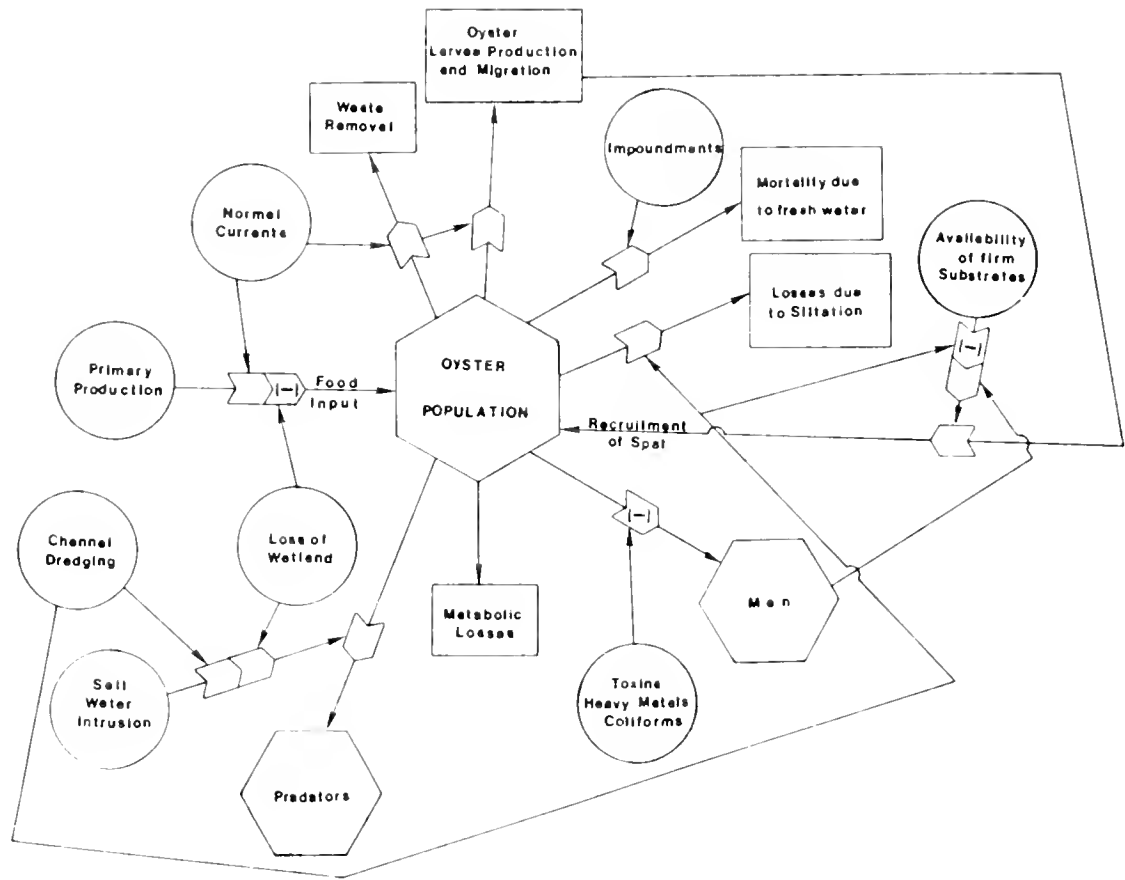 Oyster
Larvae Production
and Migration
Waste
Removal
Impoundments
Mortality due
to fresh water
Normal
Currents
Availability
of firm
Substrates
Losses due
to Siltation
Primary
Production
(-)
Food
Input
OYSTER
POPULATION
(-)
Recruitment
of Spat
Channel
Dredging
Loss of
Wetland
(-)
Metabolic
Losses
Man
Salt
Water
Intrusion
Toxins
Heavy Metals
Coliforms
Predators